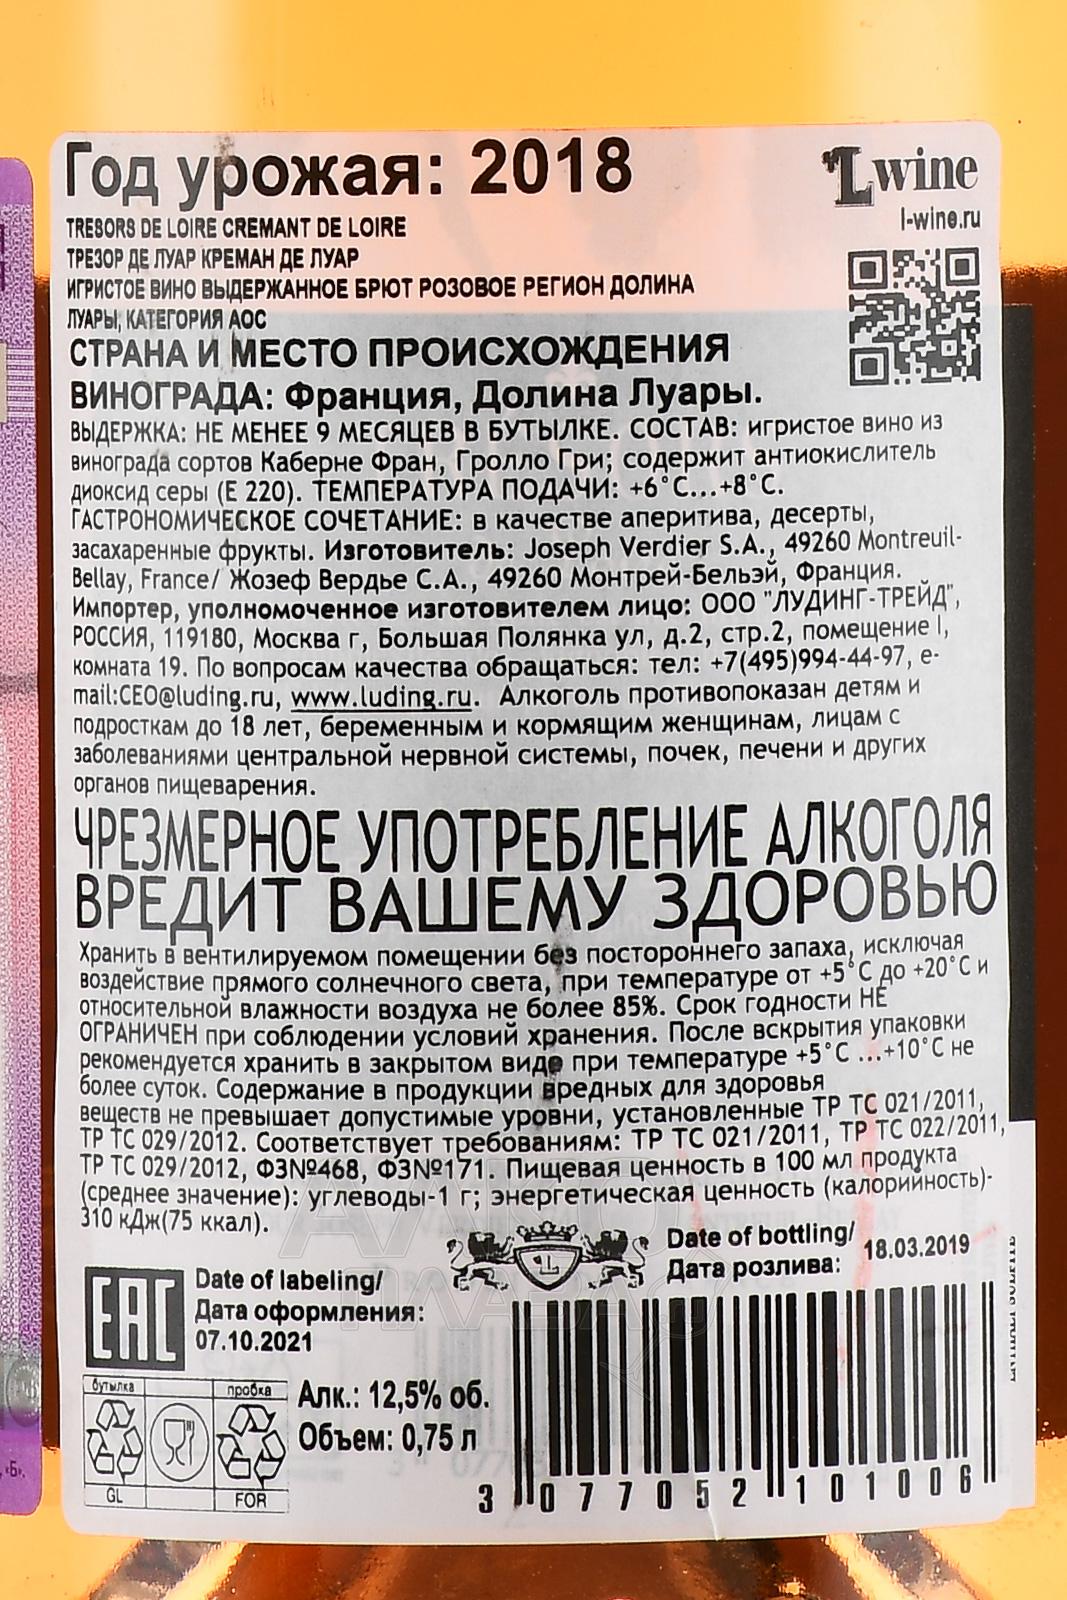 Год урожая: 2018
L wine
l-wine.ru
TRESORS DE LOIRE CREMANT DE LOIRE
ТРЕЗОР ДЕ ЛУАР КРЕМАН ДЕ ЛУАР
ИГРИСТОЕ ВИНО ВЫДЕРЖАННОЕ БРЮТ РОЗОВОЕ РЕГИОН ДОЛИНА
ЛУАРЫ, КАТЕГОРИЯ АОС
СТРАНА И МЕСТО ПРОИСХОЖДЕНИЯ
ВИНОГРАДА: Франция, Долина Луары.
ВЫДЕРЖКА: НЕ МЕНЕЕ 9 МЕСЯЦЕВ В БУТЫЛКЕ. СОСТАВ: игристое вино из
винограда сортов Каберне Фран, Гролло Гри; содержит антиокислитель
диоксид серы (Е 220). ТЕМПЕРАТУРА ПОДАЧИ: +6°С...+8°С.
ГАСТРОНОМИЧЕСКОЕ СОЧЕТАНИЕ: в качестве аперитива, десерты,
засахаренные фрукты. Изготовитель: Joseph Verdier S.A., 49260 Montreuil-
Bellay, France/ Жозеф Вердье С.А., 49260 Монтрей-Бельэй, Франция.
Импортер, уполномоченное изготовителем лицо: ООО "ЛУДИНГ-ТРЕЙД",
РОССИЯ, 119180, Москва г, Большая Полянка ул, д.2, стр.2, помещение I,
комната 19. По вопросам качества обращаться: тел: +7(495)994-44-97, e-
mail:CEO@luding.ru, www.luding.ru. Алкоголь противопоказан детям и
подросткам до 18 лет, беременным и кормящим женщинам, лицам с
заболеваниями центральной нервной системы, почек, печени и других
органов пищеварения.
ЧРЕЗМЕРНОЕ УПОТРЕБЛЕНИЕ АЛКОГОЛЯ
ВРЕДИТ ВАШЕМУ ЗДОРОВЬЮ
Хранить в вентилируемом помещении без постороннего запаха, исключая
воздействие прямого солнечного света, при температуре от +5°С до +20°С и
относительной влажности воздуха не более 85%. Срок годности НЕ
ОГРАНИЧЕН при соблюдении условий хранения. После вскрытия упаковки
рекомендуется хранить в закрытом виде при температуре +5°С ...+10°С не
более суток. Содержание в продукции вредных для здоровья
веществ не превышает допустимые уровни, установленные ТР ТС 021/2011,
ТР ТС 029/2012. Соответствует требованиям: ТР ТС 021/2011, ТР ТС 022/2011,
ТР ТС 029/2012, ФЗ№468, ФЗ№171. Пищевая ценность в 100 мл продукта
(среднее значение): углеводы-1 г; энергетическая ценность (калорийность)-
310 кДж(75 ккал).
Date of bottling/
Дата розлива:
18.03.2019
EAC
Date of labeling/
Дата оформления:
07.10.2021
бутылка
пробка
GL
FOR
Алк.: 12,5% об.
Объем: 0,75 л
3 077052 101006